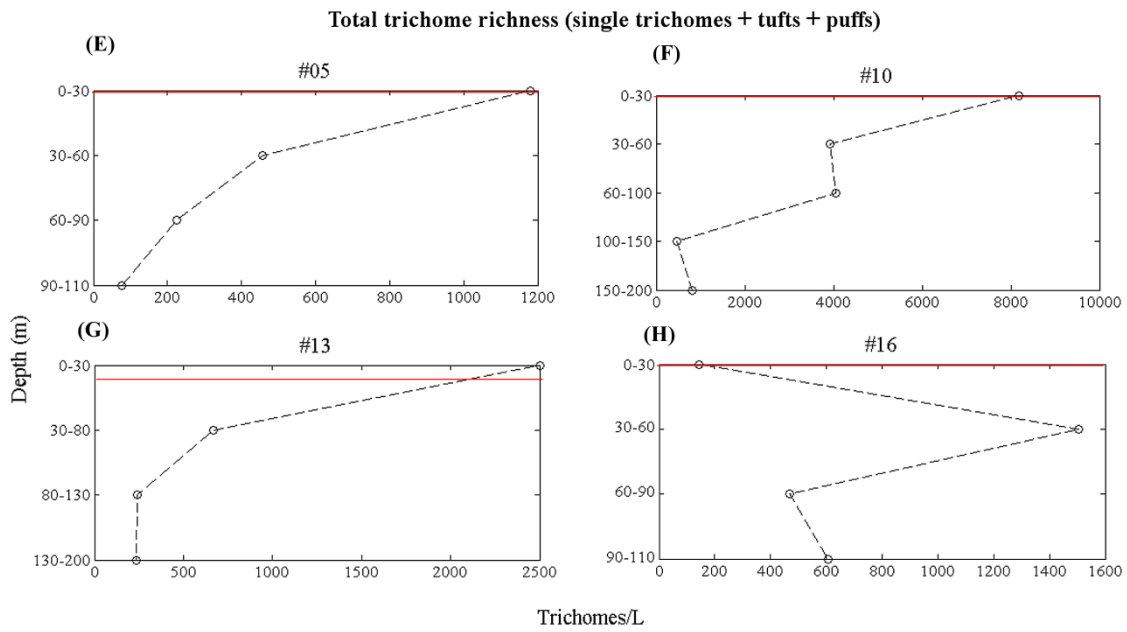 Total trichome richness (single trichomes + tufts + puffs)
(E)
#05
0-30
30-60
60-90
90-110
0 200 400 600 800 1000 1200
(F)
#10
0-30
30-60
60-100
100-150
150-200
0 2000 4000 6000 8000 10000
(G)
#13
0-30
30-80
80-130
130-200
0 500 1000 1500 2000 2500
(H)
#16
0-30
30-60
60-90
90-110
0 200 400 600 800 1000 1200 1400 1600
Depth (m)
Trichomes/L